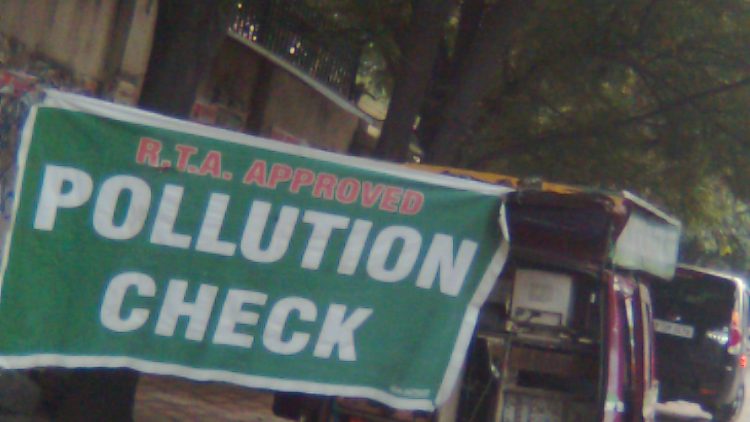 R.T.A. APPROVED
POLLUTION
CHECK